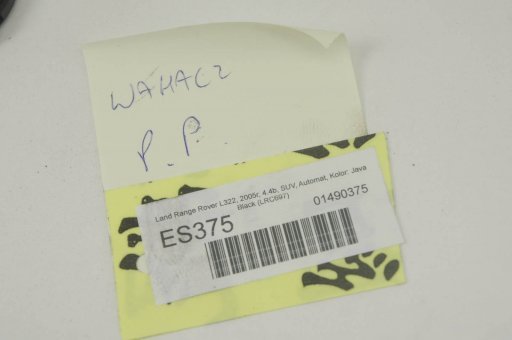 WAHACZ
P.P.
Land Range Rover L322, 2005r, 4.4b, SUV, Automat, Kolor: Java
Black (LRC697)
ES375
01490375